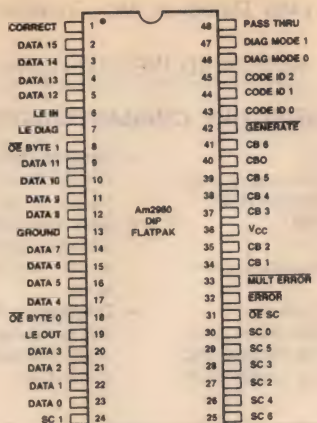 CORRECT 1 48 PASS THRU
DATA 15 2 47 DIAG MODE 1
DATA 14 3 46 DIAG MODE 0
DATA 13 4 45 CODE ID 2
DATA 12 5 44 CODE ID 1
LE IN 6 43 CODE ID 0
LE DIAG 7 42 GENERATE
OE BYTE 1 8 41 CB 6
DATA 11 9 40 CB0
DATA 10 10 39 CB 5
DATA 9 11 38 CB 4
DATA 8 12 Am2960 37 CB 3
GROUND 13 DIP FLATPAK 36 VCC
DATA 7 14 35 CB 2
DATA 6 15 34 CB 1
DATA 5 16 33 MULT ERROR
DATA 4 17 32 ERROR
OE BYTE 0 18 31 OE SC
LE OUT 19 30 SC 0
DATA 3 20 29 SC 5
DATA 2 21 28 SC 3
DATA 1 22 27 SC 2
DATA 0 23 26 SC 4
SC 1 24 25 SC 6